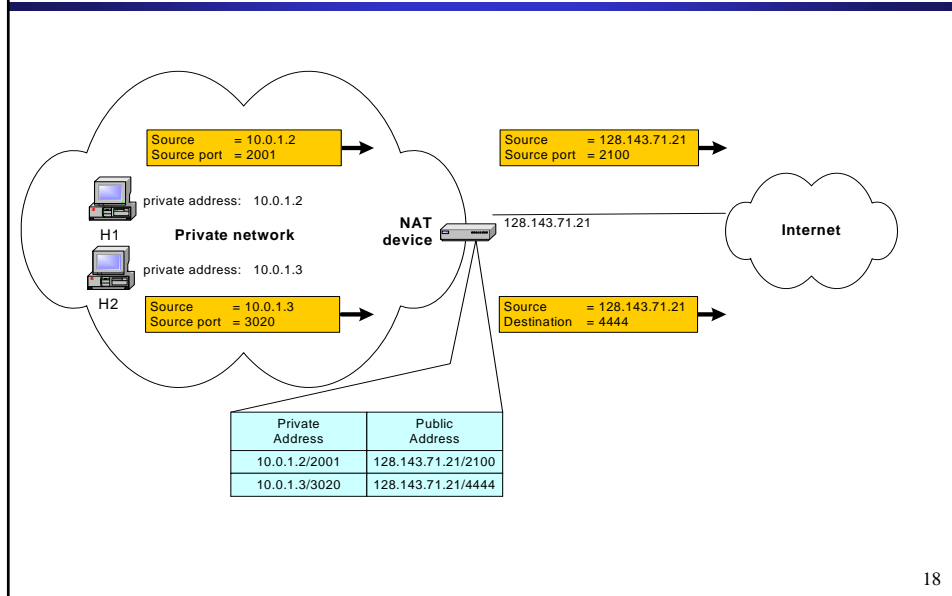 Source = 10.0.1.2
Source port = 2001
Source = 128.143.71.21
Source port = 2100
private address: 10.0.1.2
H1
Private network
NAT
device
128.143.71.21
Internet
private address: 10.0.1.3
H2
Source = 10.0.1.3
Source port = 3020
Source = 128.143.71.21
Destination = 4444
Private
Address
Public
Address
10.0.1.2/2001
128.143.71.21/2100
10.0.1.3/3020
128.143.71.21/4444
18